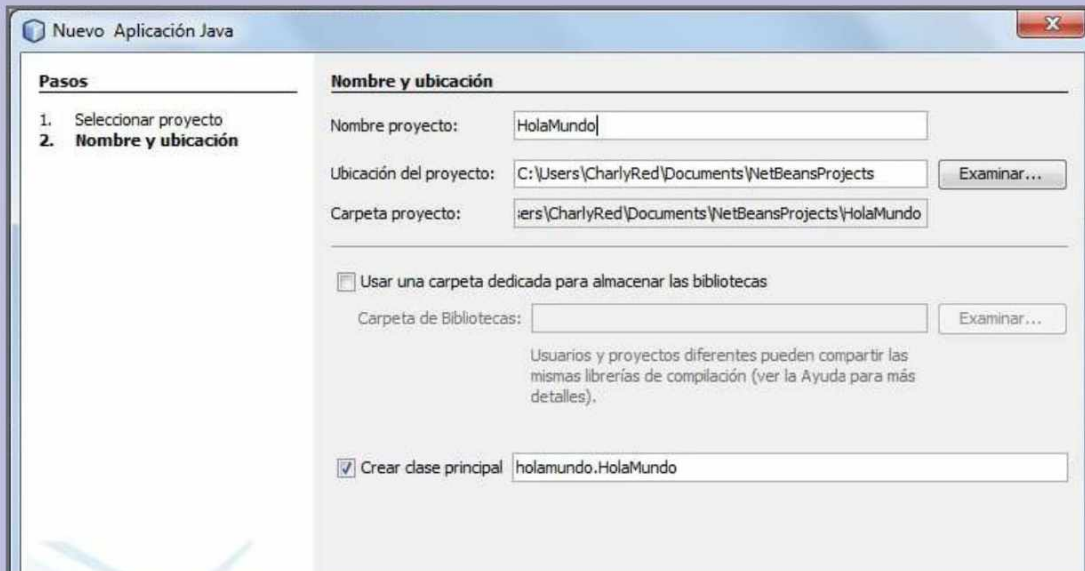 Nuevo Aplicación Java
Pasos
1. Seleccionar proyecto
2. Nombre y ubicación
Nombre y ubicación
Nombre proyecto: HolaMundo
Ubicación del proyecto: C:\Users\CharlyRed\Documents\NetBeansProjects Examinar...
Carpeta proyecto: sers\CharlyRed\Documents\NetBeansProjects\HolaMundo
Usar una carpeta dedicada para almacenar las bibliotecas
Carpeta de Bibliotecas: Examinar...
Usuarios y proyectos diferentes pueden compartir las
mismas librerías de compilación (ver la Ayuda para más
detalles).
Crear clase principal holamundo.HolaMundo